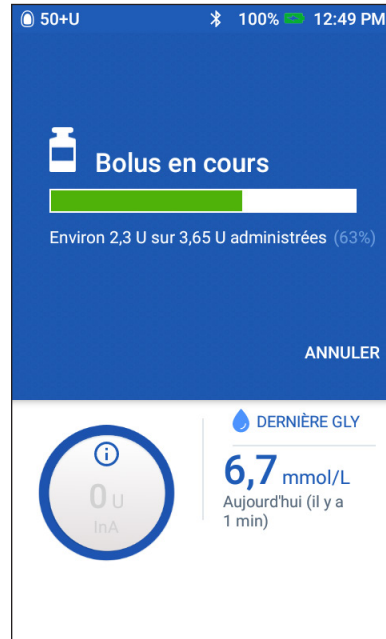 50+U 100% 12:49 PM
Bolus en cours
Environ 2,3 U sur 3,65 U administrées (63%)
ANNULER
DERNIÈRE GLY
6,7 mmol/L
Aujourd'hui (il y a
1 min)
0 U
InA